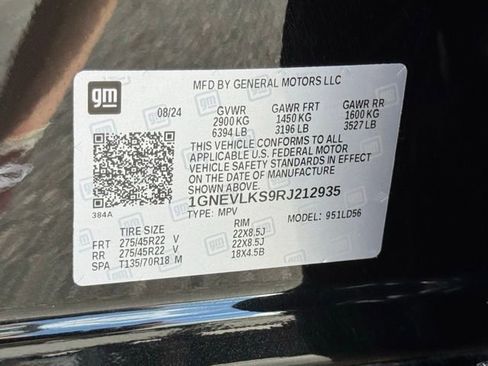 gm
MFD BY GENERAL MOTORS LLC
08/24 GVWR GAWR FRT GAWR RR
2900 KG 1450 KG 1600 KG
6394 LB 3196 LB 3527 LB
THIS VEHICLE CONFORMS TO ALL
APPLICABLE U.S. FEDERAL MOTOR
VEHICLE SAFETY STANDARDS IN EFFECT
ON THE DATE OF MANUFACTURE SHOWN ABOVE.
384A
1GNEVLKS9RJ212935
TYPE: MPV MODEL: 951LD56
TIRE SIZE RIM
FRT 275/45R22 V 22X8.5J
RR 275/45R22 V 22X8.5J
SPA T135/70R18 M 18X4.5B